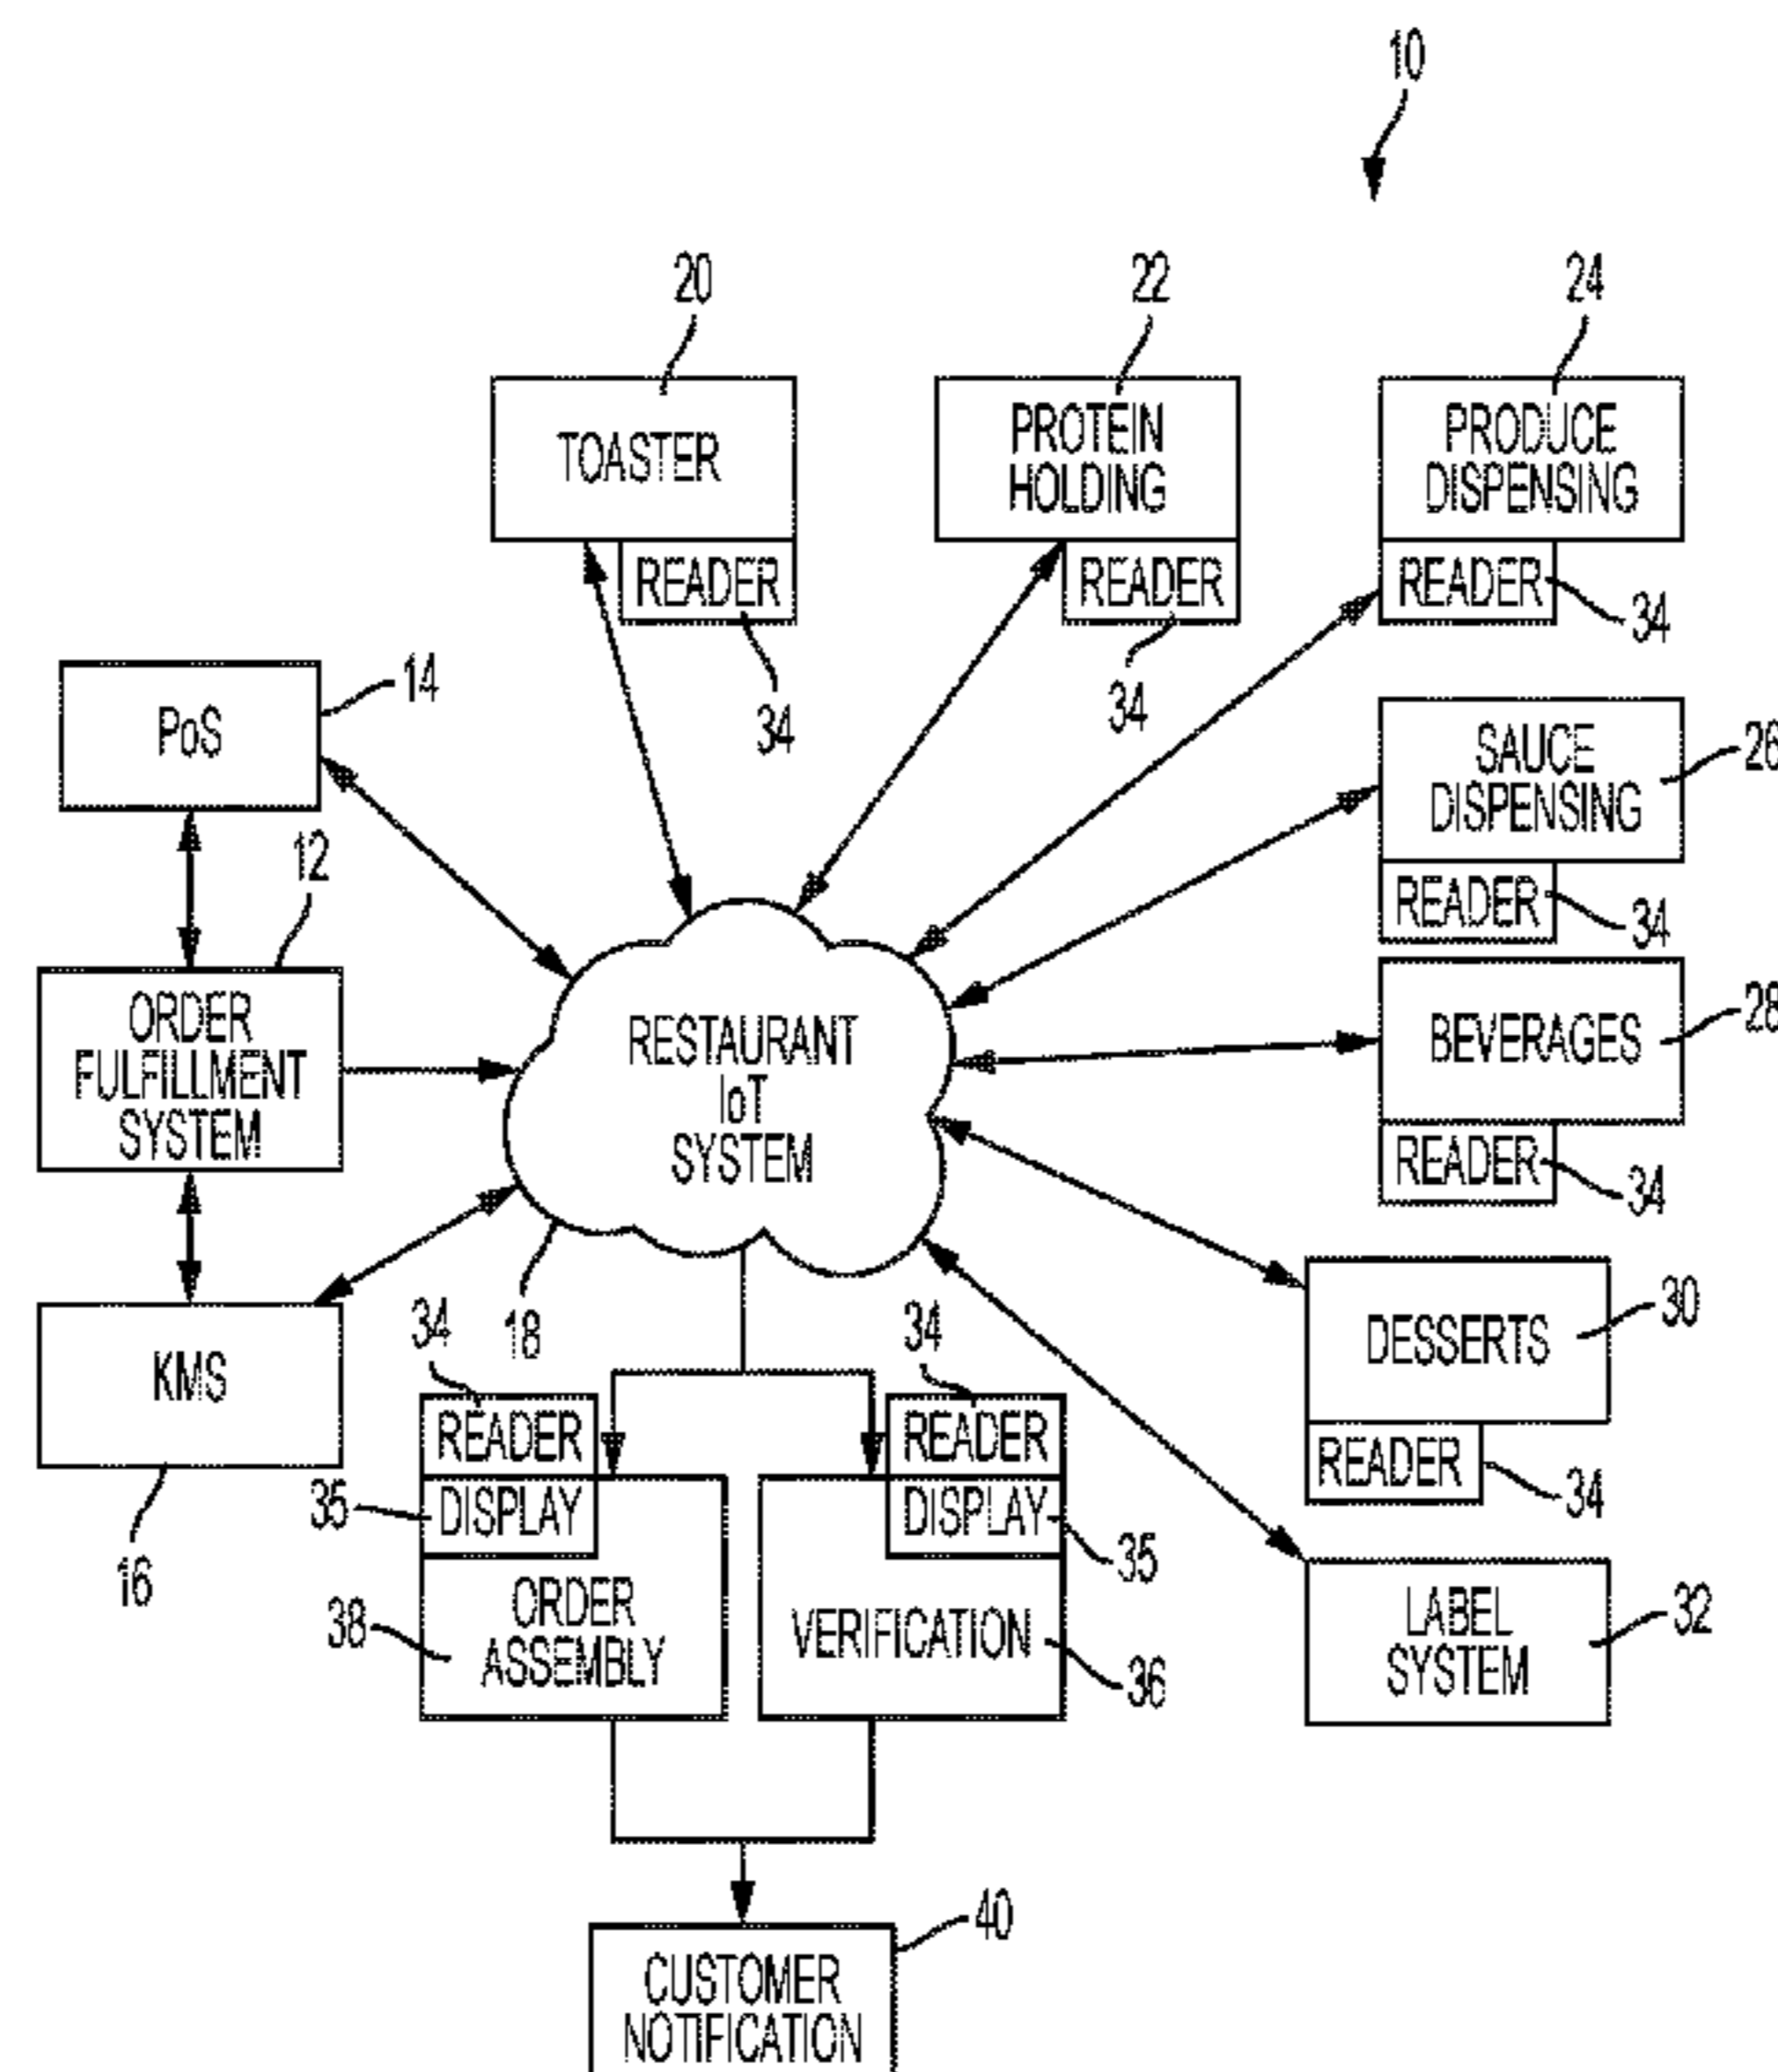 10
20
22
24
TOASTER
READER
34
PROTEIN
HOLDING
READER
34
PRODUCE
DISPENSING
READER
34
14
PoS
SAUCE
DISPENSING
26
READER
34
12
ORDER
FULFILLMENT
SYSTEM
RESTAURANT
IoT
SYSTEM
18
BEVERAGES
28
READER
34
KMS
16
DESSERTS
30
READER
34
34
READER
DISPLAY
35
ORDER
ASSEMBLY
38
34
READER
DISPLAY
35
VERIFICATION
36
LABEL
SYSTEM
32
40
CUSTOMER
NOTIFICATION